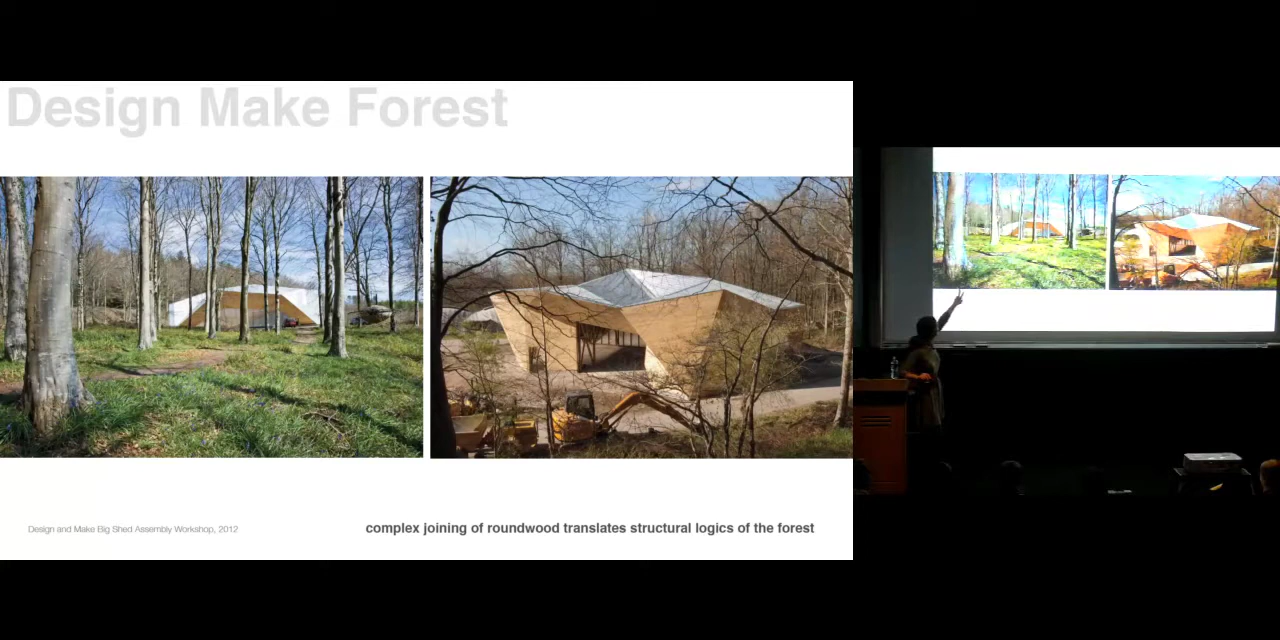 Design Make Forest
Design and Make Big Shed Assembly Workshop, 2012
complex joining of roundwood translates structural logics of the forest